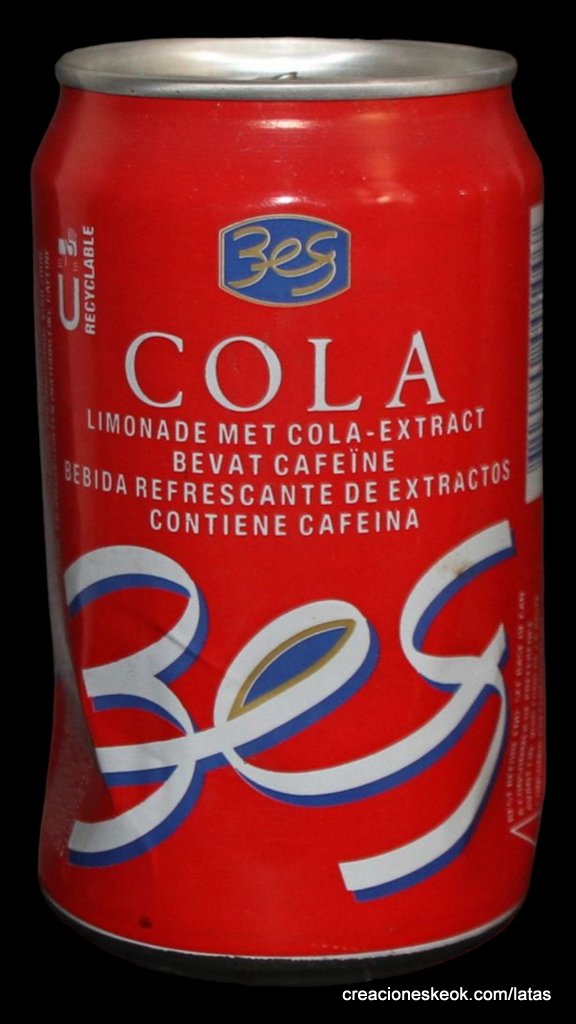 Bes
RECYCLABLE
COLA
LIMONADE MET COLA-EXTRACT
BEVAT CAFEÏNE
BEBIDA REFRESCANTE DE EXTRACTOS
CONTIENE CAFEINA
Bes
creacioneskeok.com/latas